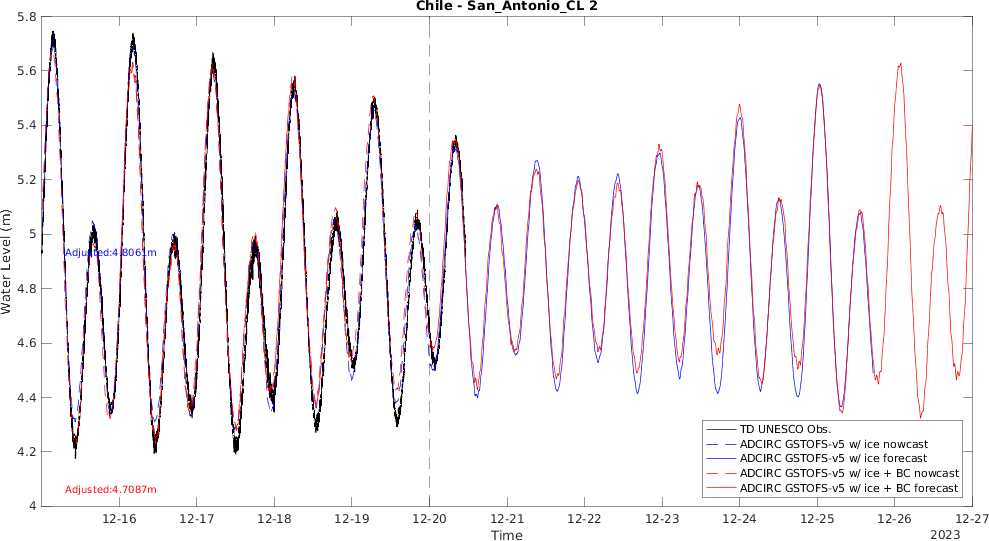 Chile - San_Antonio_CL 2
5.8
5.6
5.4
5.2
5
4.8
4.6
4.4
4.2
4
Water Level (m)
Adjusted:4.8061m
Adjusted:4.7087m
TD UNESCO Obs.
ADCIRC GSTOFS-v5 w/ ice nowcast
ADCIRC GSTOFS-v5 w/ ice forecast
ADCIRC GSTOFS-v5 w/ ice + BC nowcast
ADCIRC GSTOFS-v5 w/ ice + BC forecast
12-16 12-17 12-18 12-19 12-20 12-21 12-22 12-23 12-24 12-25 12-26 12-27
Time
2023